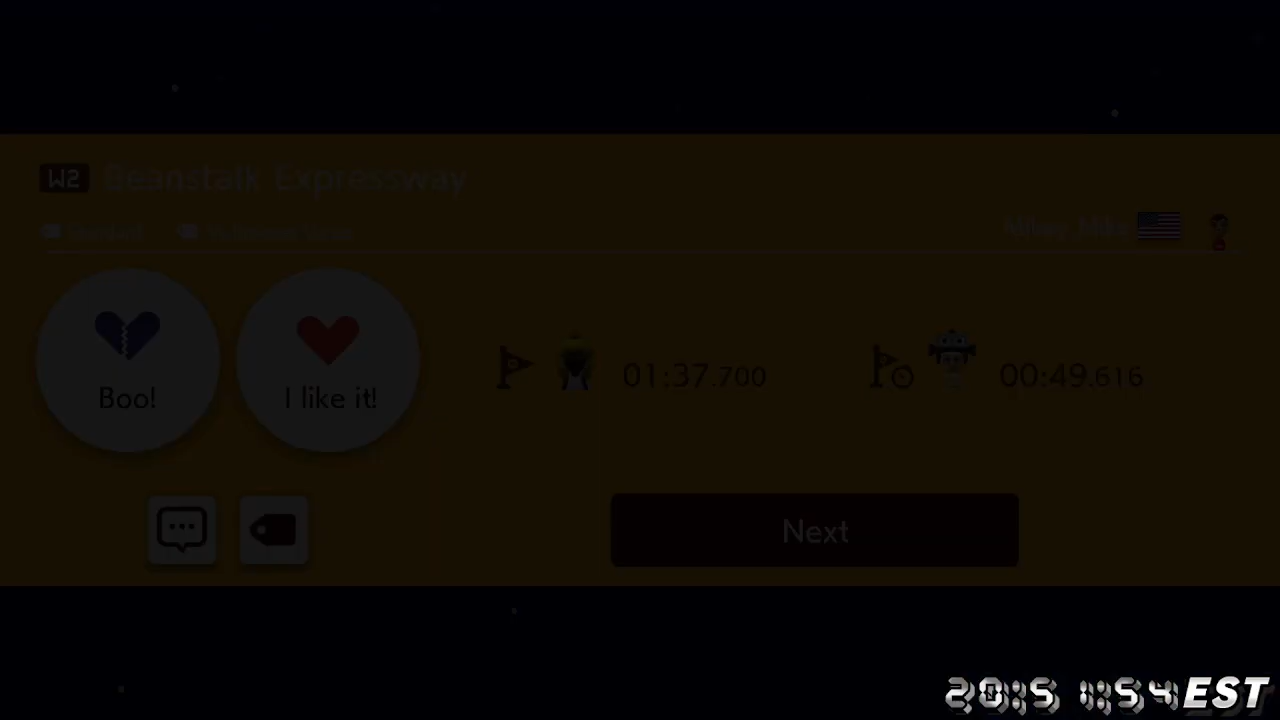 W2 Beanstalk Expressway
Boo!
I like it!
01:37.700
00:49.616
Next
EST